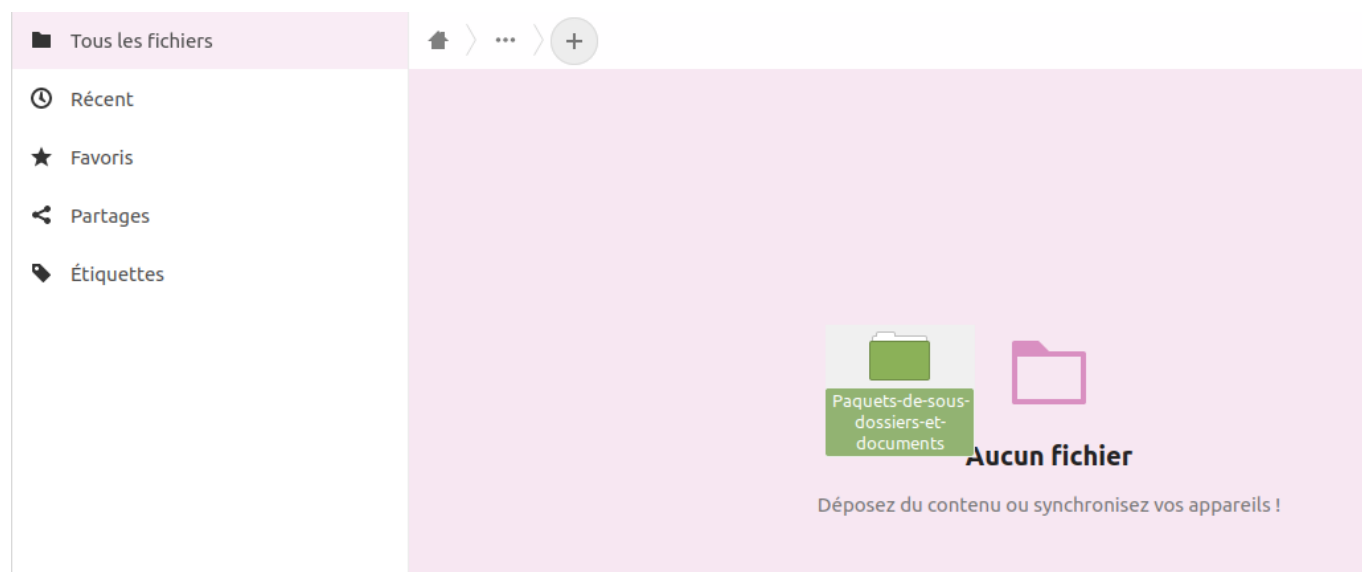 Tous les fichiers
Récent
Favoris
Partages
Étiquettes
Paquets-de-sous-
dossiers-et-
documents
Aucun fichier
Déposez du contenu ou synchronisez vos appareils !